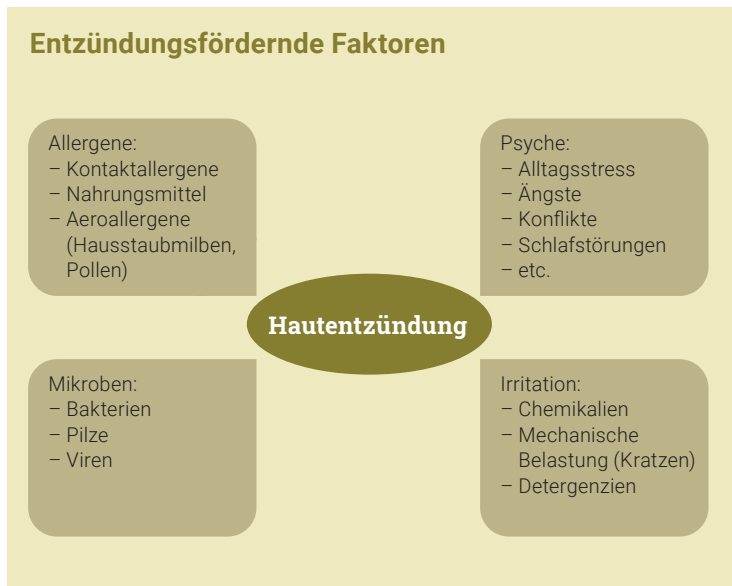 Entzündungsfördernde Faktoren
Allergene:
– Kontaktallergene
– Nahrungsmittel
– Aeroallergene
(Hausstaubmilben,
Pollen)
Psyche:
– Alltagsstress
– Ängste
– Konflikte
– Schlafstörungen
– etc.
Hautentzündung
Mikroben:
– Bakterien
– Pilze
– Viren
Irritation:
– Chemikalien
– Mechanische
Belastung (Kratzen)
– Detergenzien